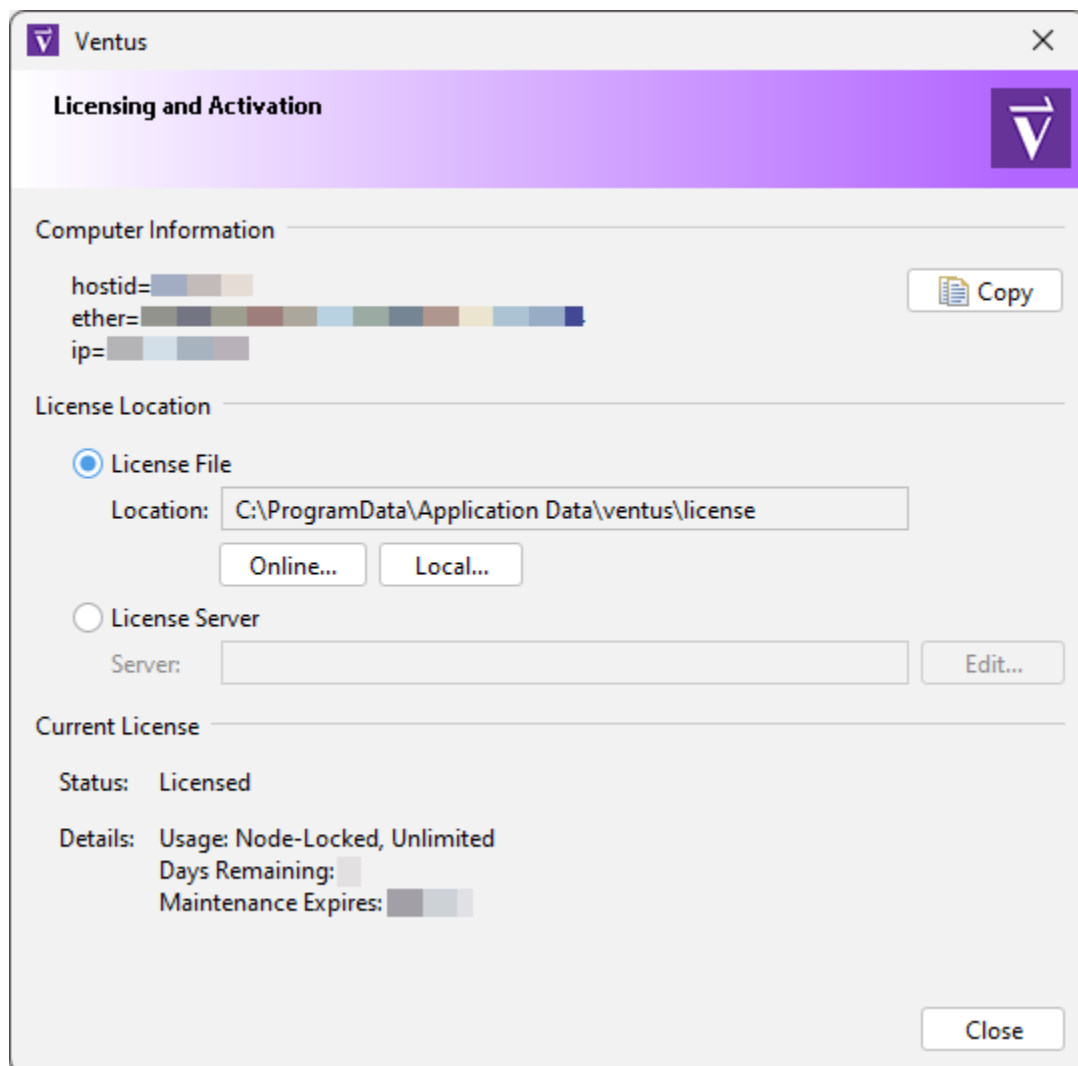 Ventus
Licensing and Activation
Computer Information
hostid=
Copy
ether=
ip=
License Location
License File
Location: C:\ProgramData\Application Data\ventus\license
Online... Local...
License Server
Server: Edit...
Current License
Status: Licensed
Details: Usage: Node-Locked, Unlimited
Days Remaining:
Maintenance Expires:
Close